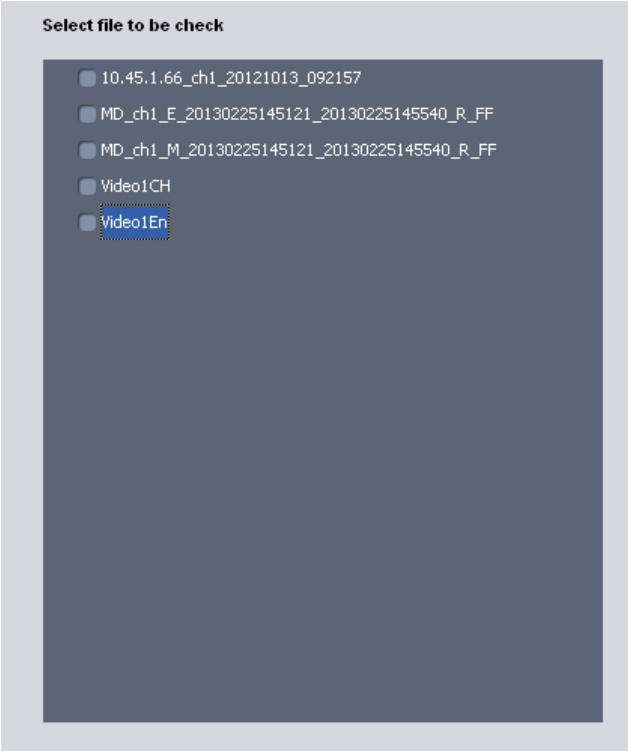 Select file to be check
10.45.1.66_ch1_20121013_092157
MD_ch1_E_20130225145121_20130225145540_R_FF
MD_ch1_M_20130225145121_20130225145540_R_FF
Video1CH
Video1En